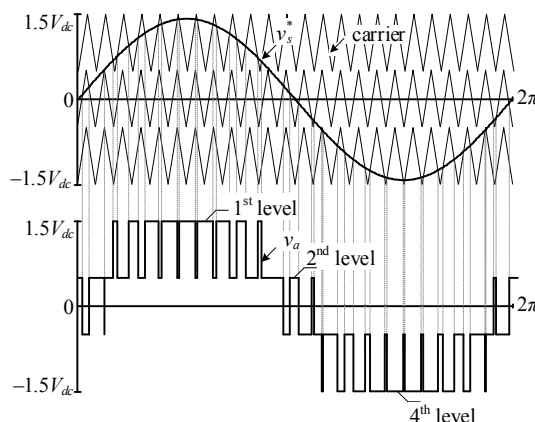 1.5V_dc
v_s^*
carrier
0
2π
−1.5V_dc
1st level
1.5V_dc
v_a
2nd level
0
2π
−1.5V_dc
4th level